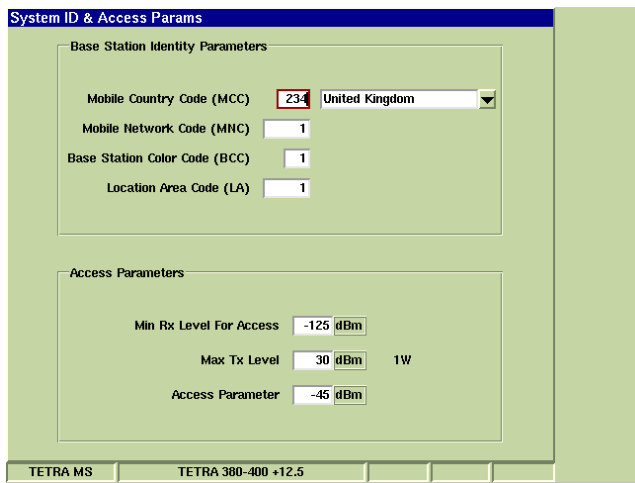 System ID & Access Params
Base Station Identity Parameters
Mobile Country Code (MCC) 234 United Kingdom
Mobile Network Code (MNC) 1
Base Station Color Code (BCC) 1
Location Area Code (LA) 1
Access Parameters
Min Rx Level For Access -125 dBm
Max Tx Level 30 dBm 1W
Access Parameter -45 dBm
TETRA MS TETRA 380-400 +12.5